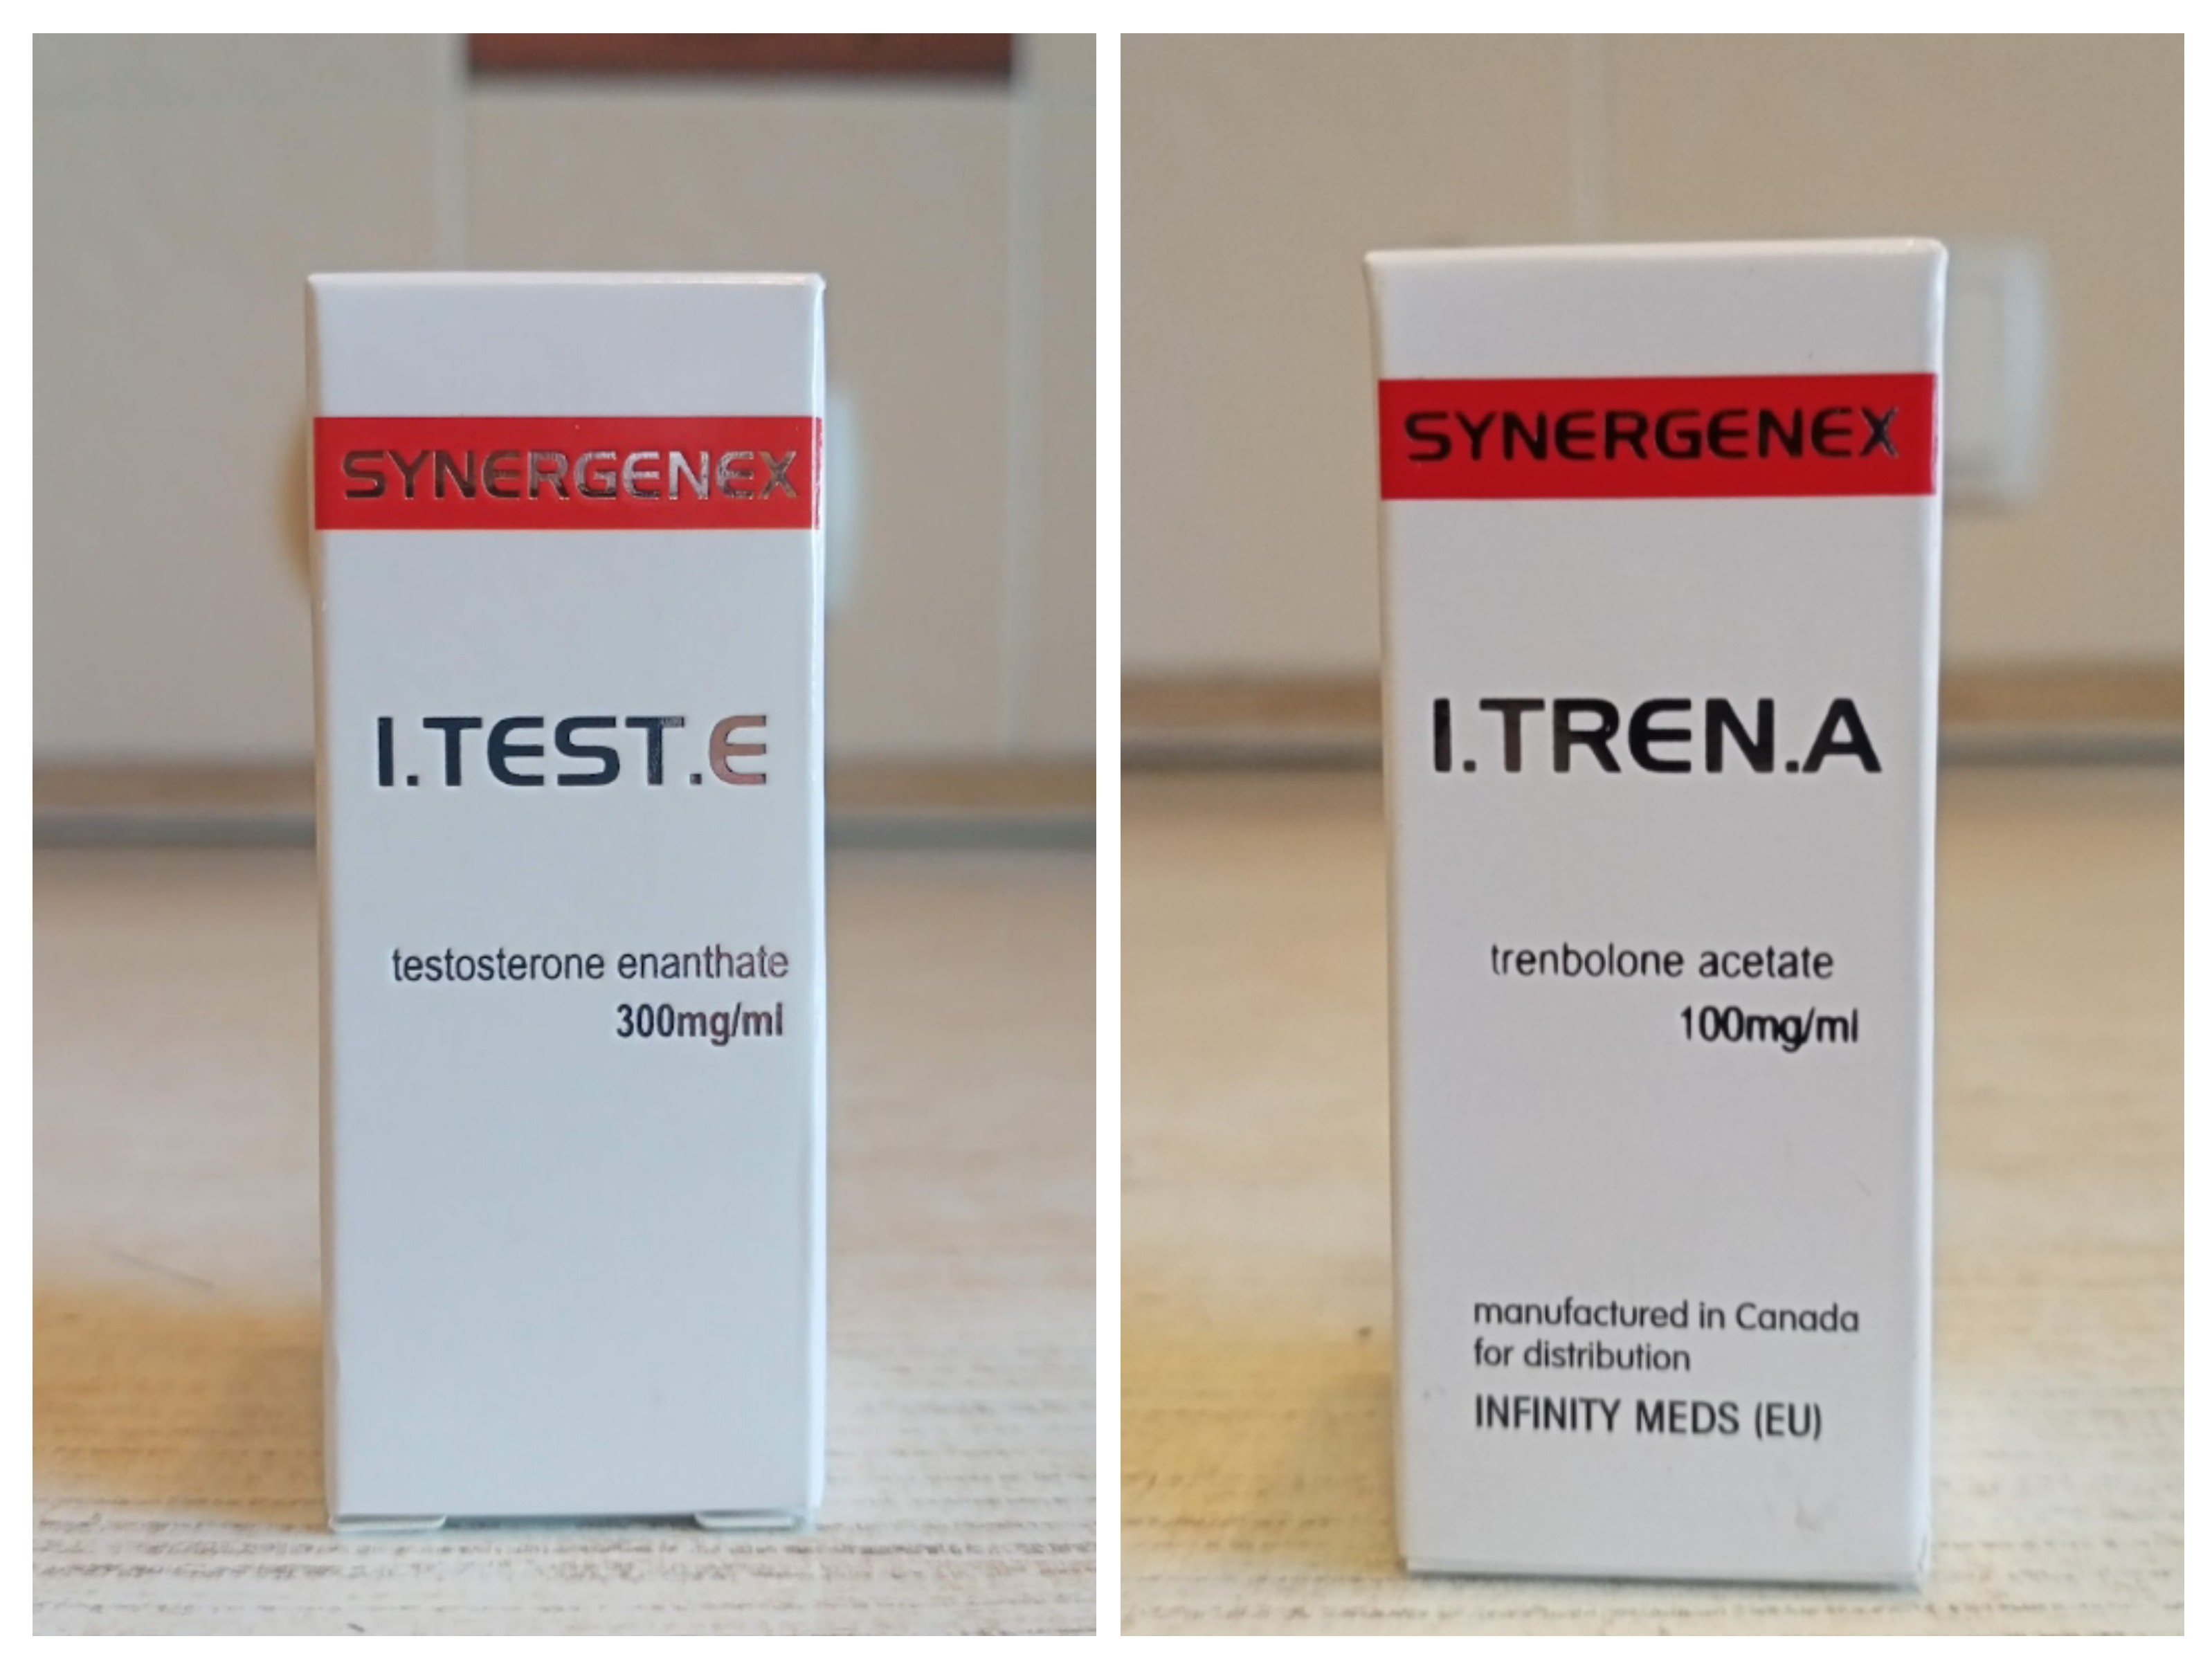 SYNERGENEX
I.TEST.E
testosterone enanthate
300mg/ml
SYNERGENEX
I.TREN.A
trenbolone acetate
100mg/ml
manufactured in Canada
for distribution
INFINITY MEDS (EU)